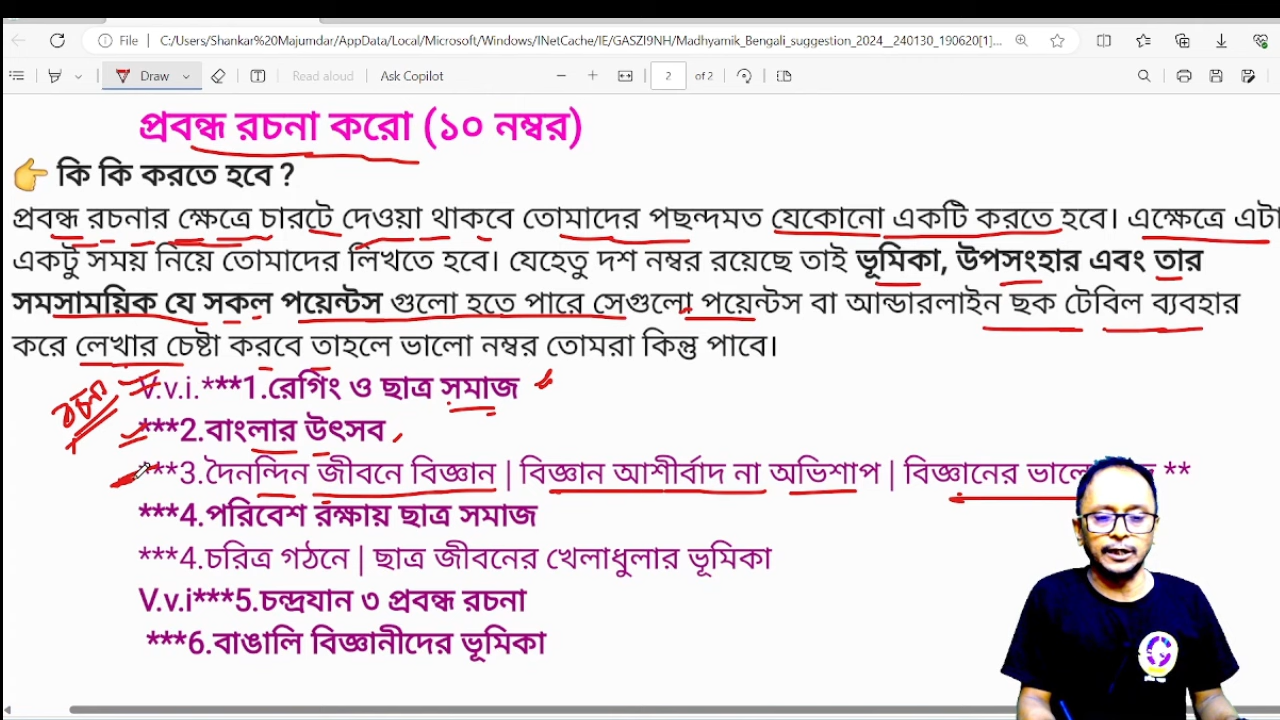 File C:/Users/Shankar%20Majumdar/AppData/Local/Microsoft/Windows/INetCache/IE/GASZI9NH/Madhyamik_Bengali_suggestion_2024__240130_190620[1]...
Draw Read aloud Ask Copilot 2 of 2
প্রবন্ধ রচনা করো (১০ নম্বর)
👉 কি কি করতে হবে ?
প্রবন্ধ রচনার ক্ষেত্রে চারটে দেওয়া থাকবে তোমাদের পছন্দমত যেকোনো একটি করতে হবে। এক্ষেত্রে এটা
একটু সময় নিয়ে তোমাদের লিখতে হবে। যেহেতু দশ নম্বর রয়েছে তাই ভূমিকা, উপসংহার এবং তার
সমসাময়িক যে সকল পয়েন্টস গুলো হতে পারে সেগুলো পয়েন্টস বা আন্ডারলাইন ছক টেবিল ব্যবহার
করে লেখার চেষ্টা করবে তাহলে ভালো নম্বর তোমরা কিন্তু পাবে।
V.v.i.***1.রেগিং ও ছাত্র সমাজ
***2.বাংলার উৎসব
***3.দৈনন্দিন জীবনে বিজ্ঞান | বিজ্ঞান আশীর্বাদ না অভিশাপ | বিজ্ঞানের **
***4.পরিবেশ রক্ষায় ছাত্র সমাজ
***4.চরিত্র গঠনে | ছাত্র জীবনের খেলাধুলার ভূমিকা
V.v.i***5.চন্দ্রযান ৩ প্রবন্ধ রচনা
***6.বাঙালি বিজ্ঞানীদের ভূমিকা